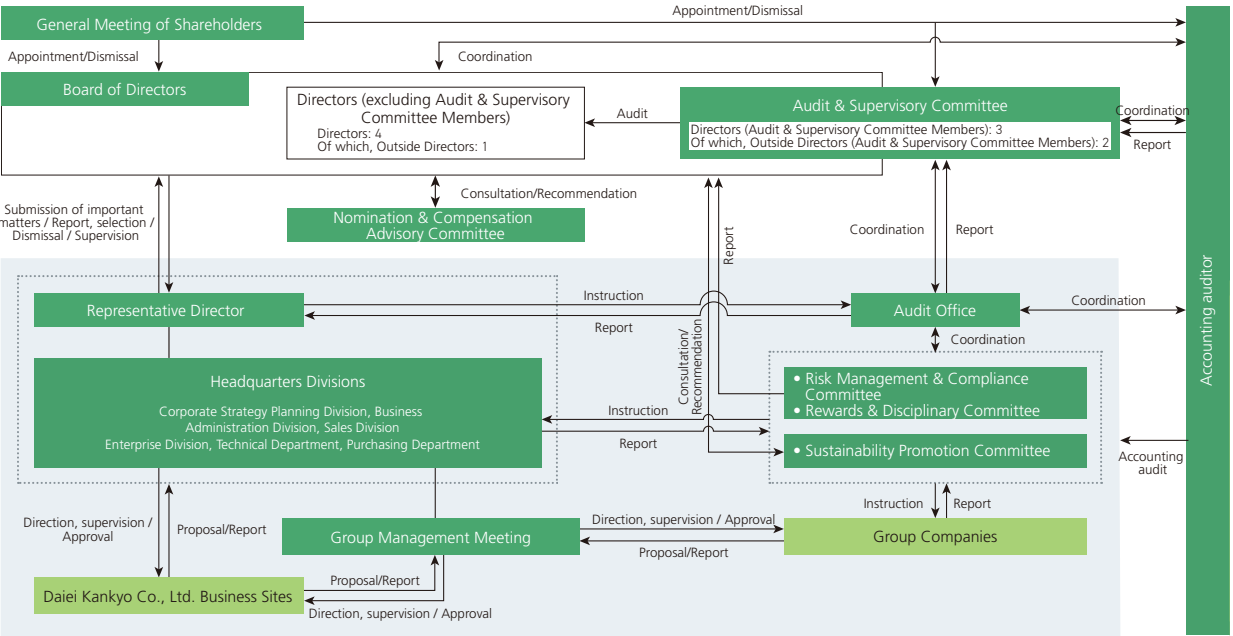 General Meeting of Shareholders
Appointment/Dismissal
Appointment/Dismissal
Coordination
Board of Directors
Directors (excluding Audit & Supervisory
Committee Members)
Directors: 4
Of which, Outside Directors: 1
Audit
Audit & Supervisory Committee
Directors (Audit & Supervisory Committee Members): 3
Of which, Outside Directors (Audit & Supervisory Committee Members): 2
Coordination
Report
Accounting auditor
Submission of important
matters / Report, selection /
Dismissal / Supervision
Consultation/Recommendation
Nomination & Compensation
Advisory Committee
Report
Coordination
Report
Representative Director
Instruction
Report
Audit Office
Coordination
Coordination
Consultation/
Recommendation
Headquarters Divisions
Corporate Strategy Planning Division, Business
Administration Division, Sales Division
Enterprise Division, Technical Department, Purchasing Department
Instruction
Report
• Risk Management & Compliance
Committee
• Rewards & Disciplinary Committee
• Sustainability Promotion Committee
Accounting
audit
Instruction
Report
Direction, supervision /
Approval
Proposal/Report
Group Management Meeting
Direction, supervision / Approval
Proposal/Report
Group Companies
Daiei Kankyo Co., Ltd. Business Sites
Proposal/Report
Direction, supervision / Approval